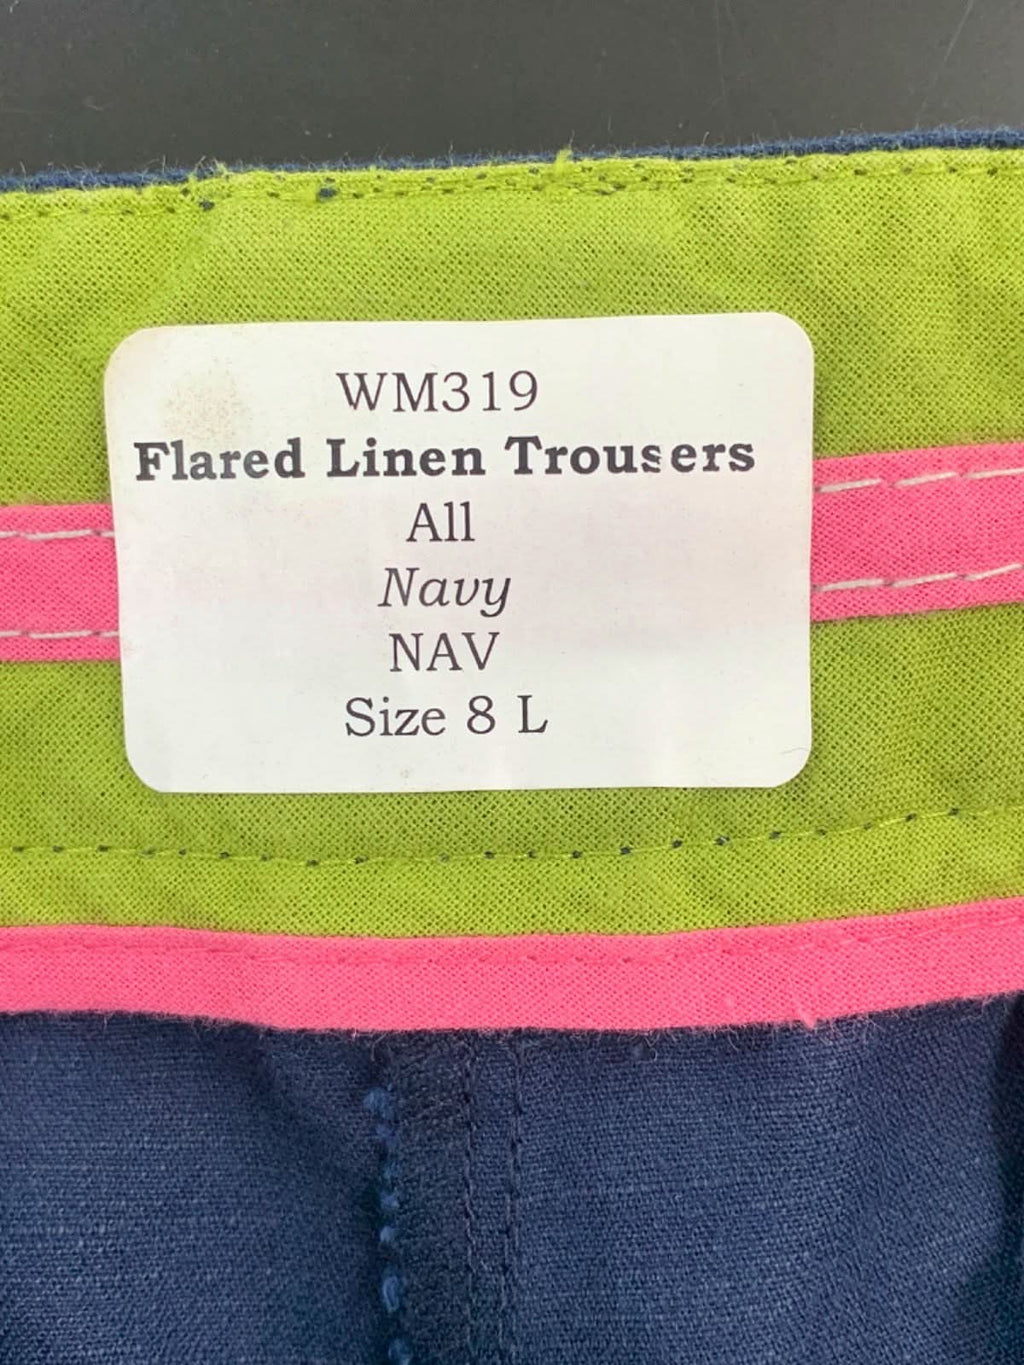 WM319
Flared Linen Trousers
All
Navy
NAV
Size 8 L